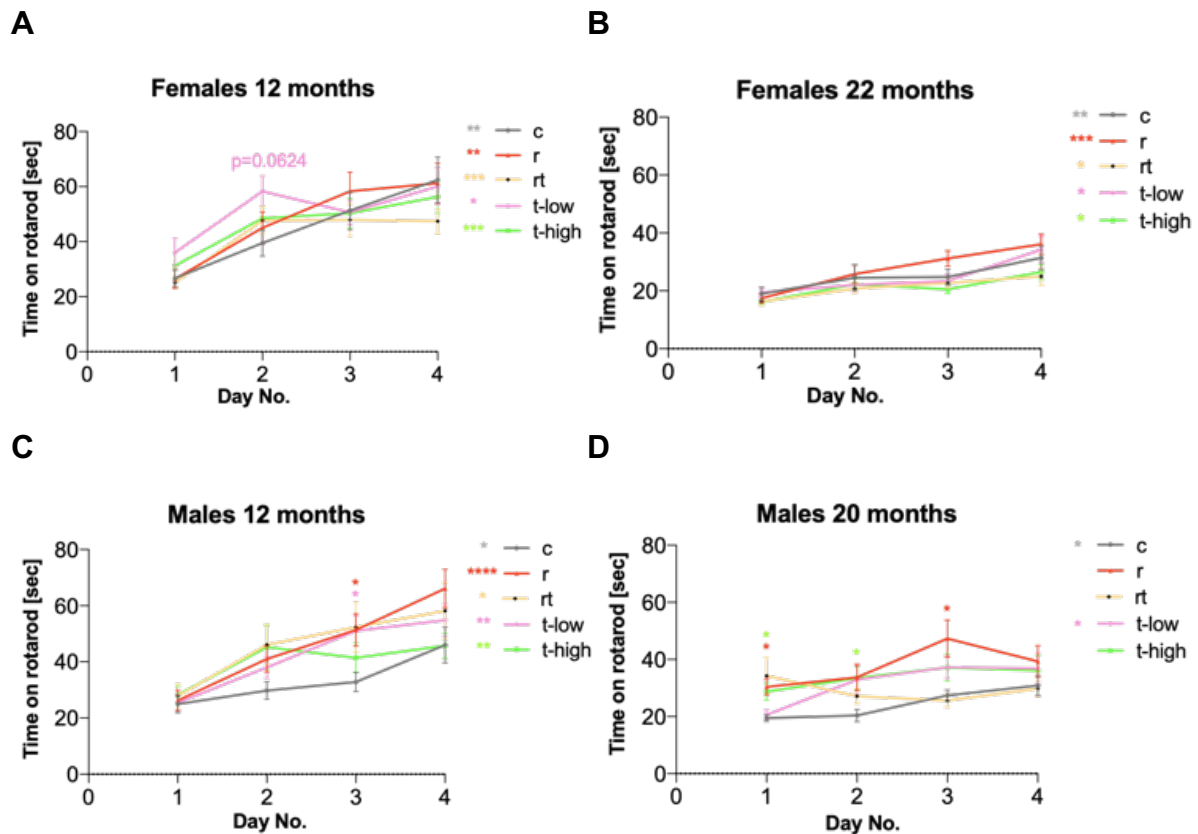 A
Females 12 months
Time on rotarod [sec]
80
60
40
20
0
p=0.0624
0 1 2 3 4
Day No.
** c
** r
*** rt
* t-low
*** t-high
B
Females 22 months
Time on rotarod [sec]
80
60
40
20
0
0 1 2 3 4
Day No.
** c
*** r
* rt
* t-low
* t-high
C
Males 12 months
Time on rotarod [sec]
80
60
40
20
0
*
*
0 1 2 3 4
Day No.
* c
**** r
* rt
** t-low
** t-high
D
Males 20 months
Time on rotarod [sec]
80
60
40
20
0
*
*
*
*
0 1 2 3 4
Day No.
* c
r
rt
* t-low
t-high